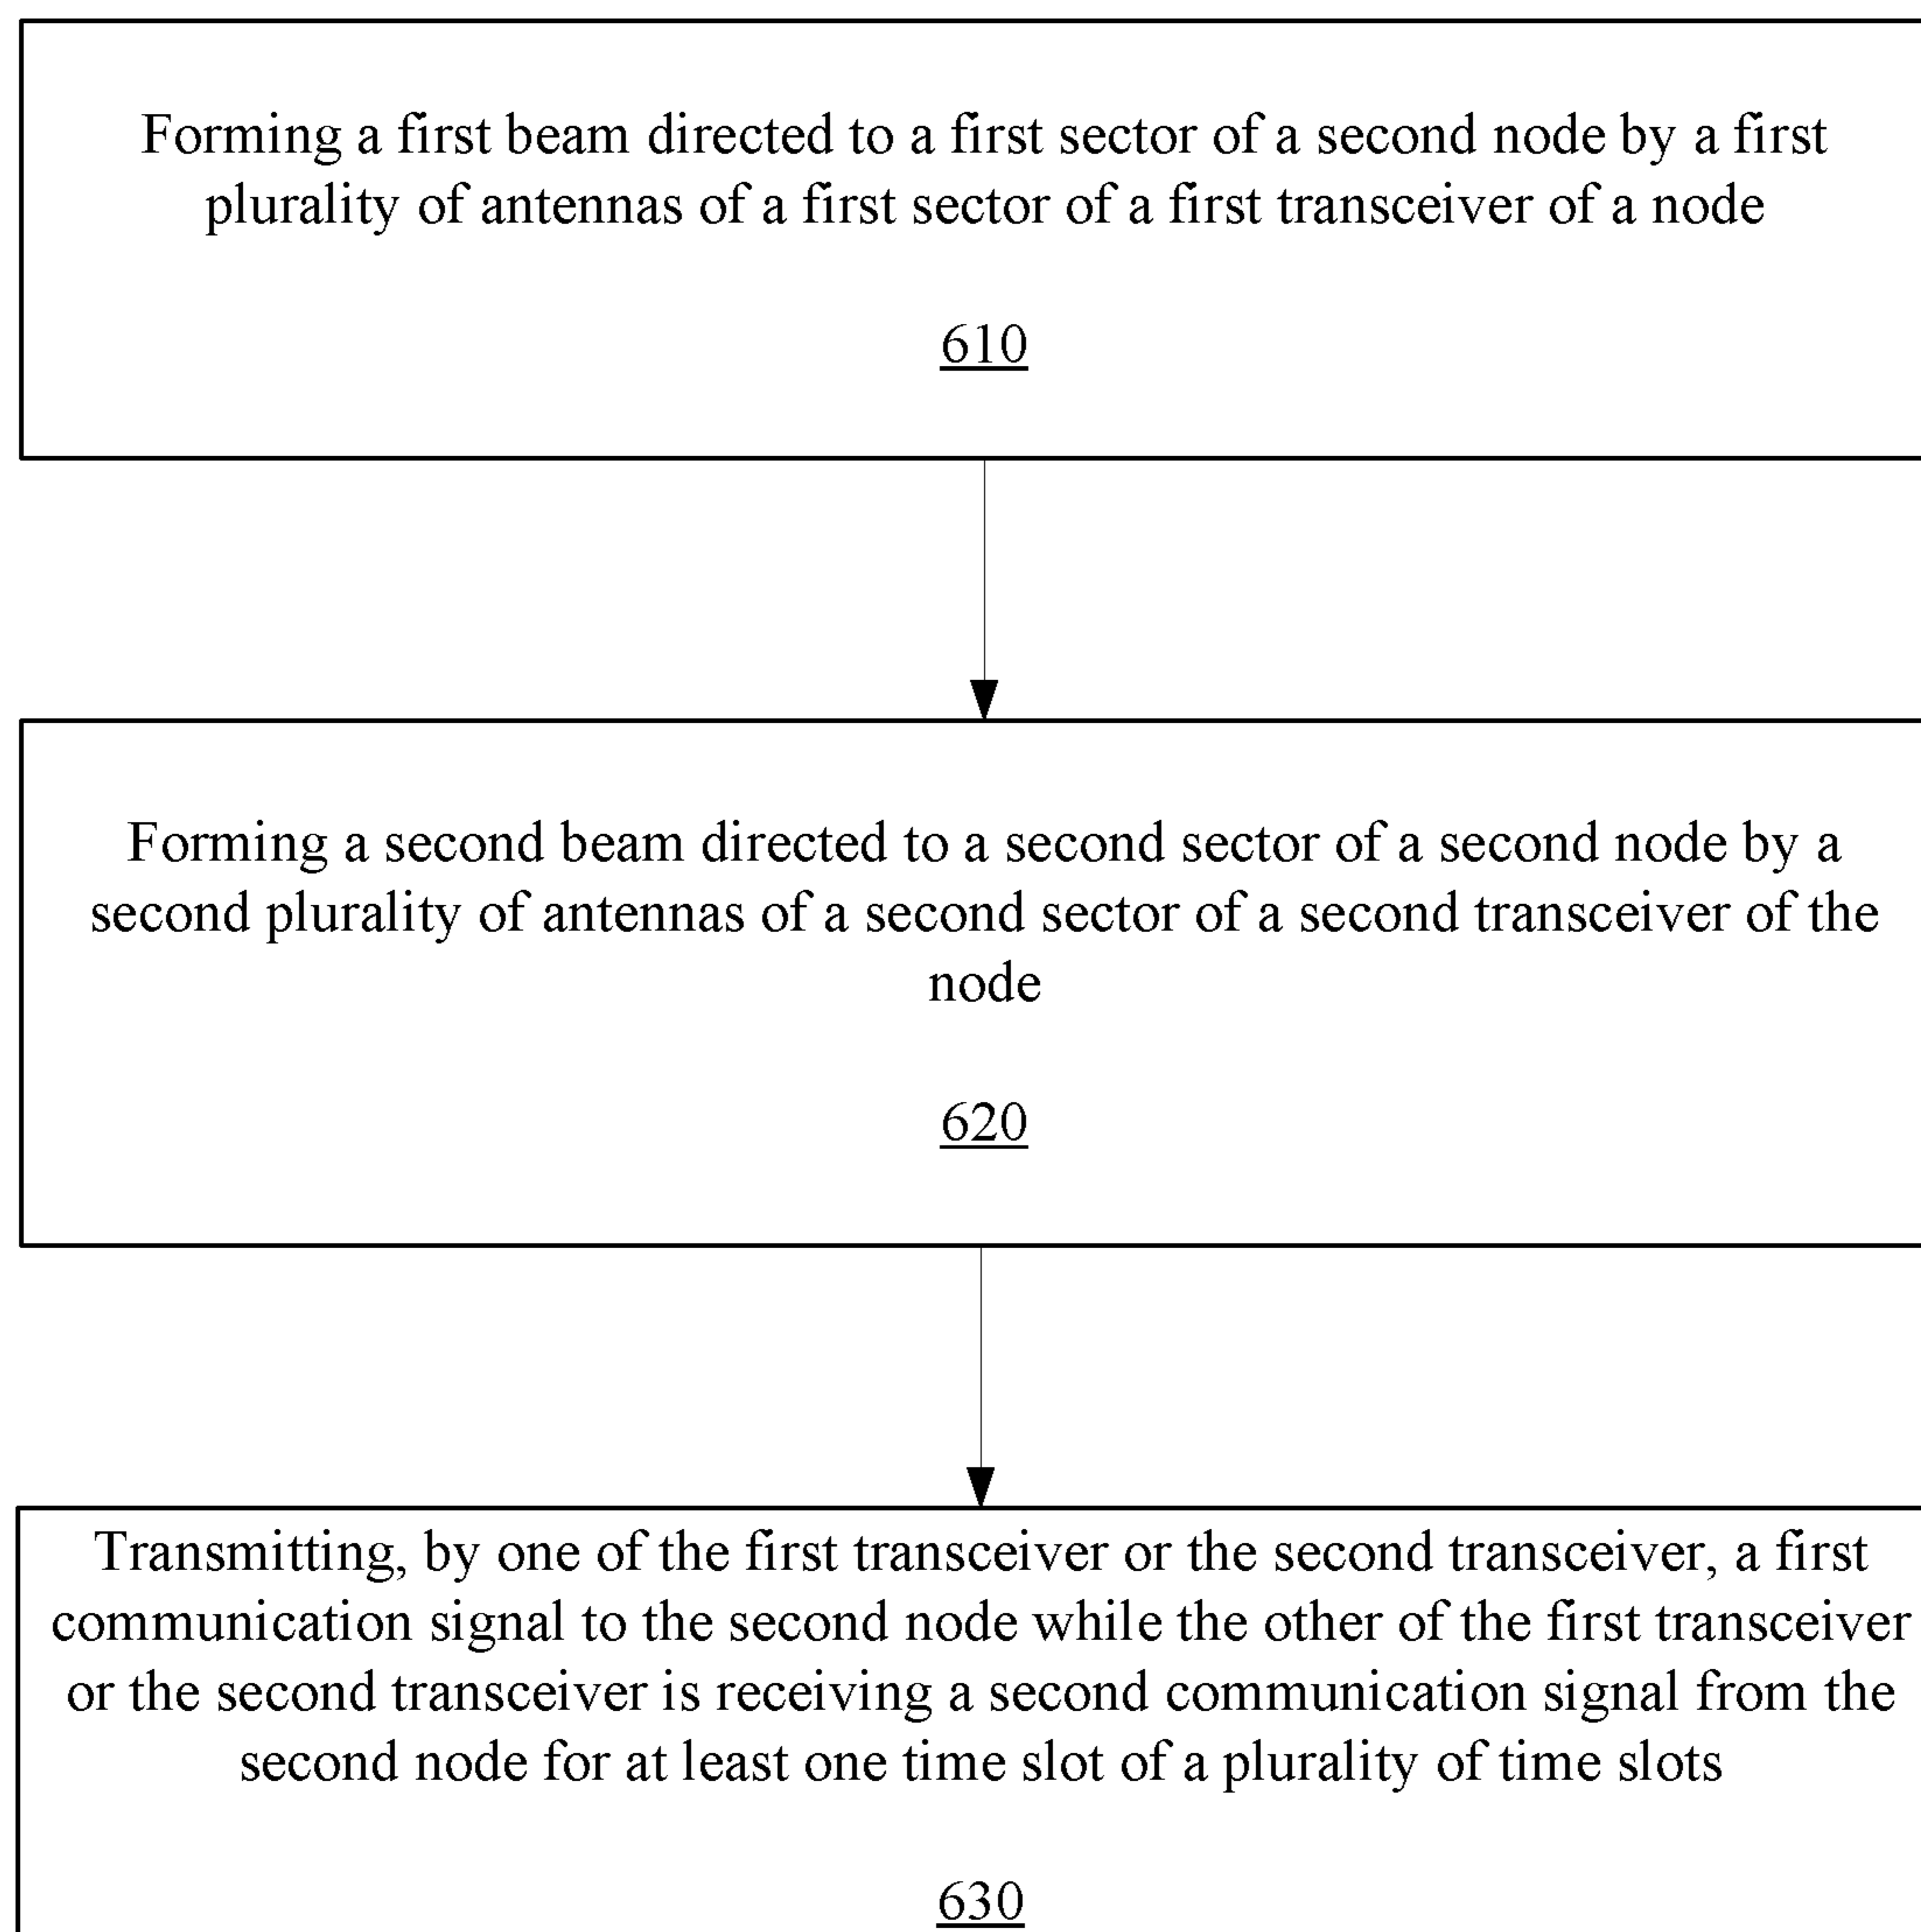 Forming a first beam directed to a first sector of a second node by a first
plurality of antennas of a first sector of a first transceiver of a node
610
Forming a second beam directed to a second sector of a second node by a
second plurality of antennas of a second sector of a second transceiver of the
node
620
Transmitting, by one of the first transceiver or the second transceiver, a first
communication signal to the second node while the other of the first transceiver
or the second transceiver is receiving a second communication signal from the
second node for at least one time slot of a plurality of time slots
630